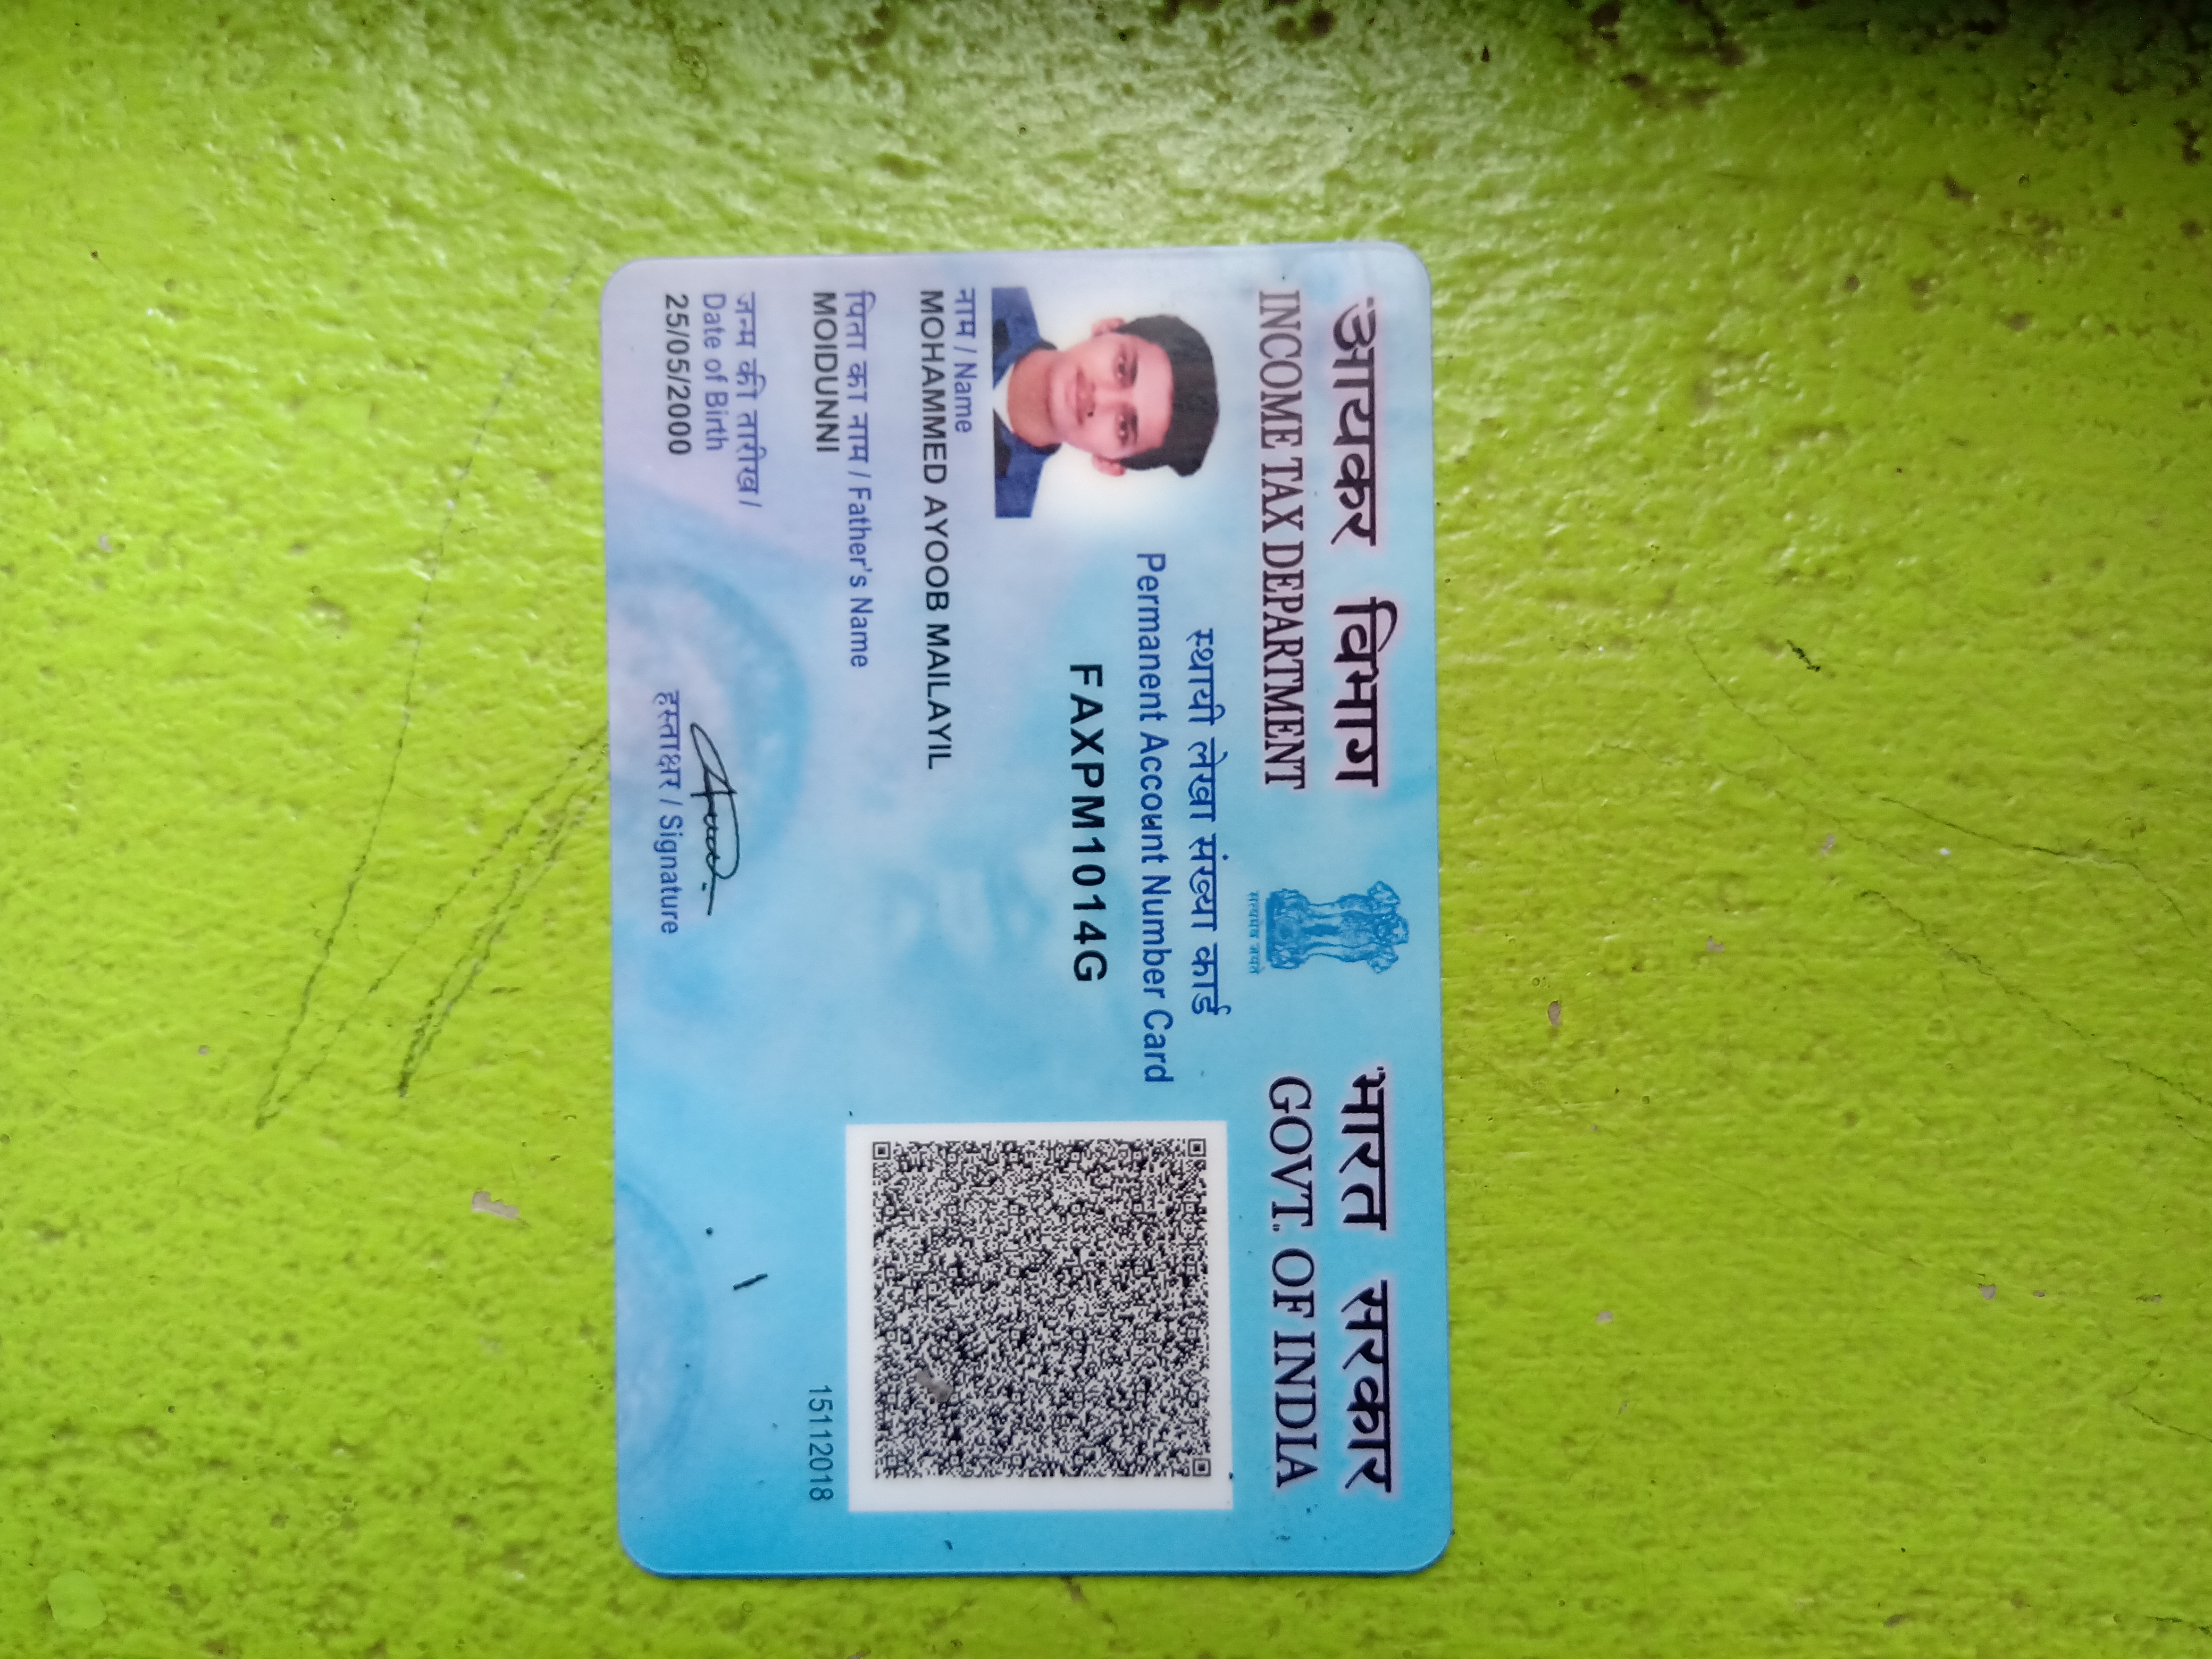 आयकर विभाग
INCOME TAX DEPARTMENT
सत्यमेव जयते
भारत सरकार
GOVT. OF INDIA
स्थायी लेखा संख्या कार्ड
Permanent Account Number Card
FAXPM1014G
नाम / Name
MOHAMMED AYOOB MAILAYIL
पिता का नाम / Father's Name
MOIDUNNI
जन्म की तारीख /
Date of Birth
25/05/2000
हस्ताक्षर / Signature
15112018